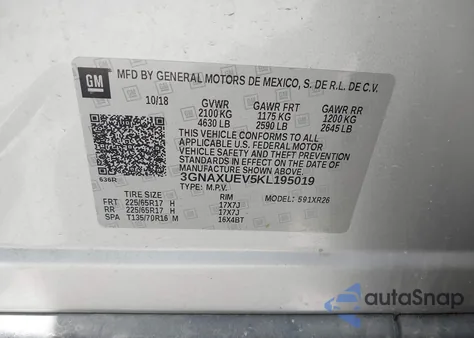 GM
MFD BY GENERAL MOTORS DE MEXICO, S. DE R.L. DE C.V.
10/18 GVWR GAWR FRT GAWR RR
2100 KG 1175 KG 1200 KG
4630 LB 2590 LB 2645 LB
THIS VEHICLE CONFORMS TO ALL
APPLICABLE U.S. FEDERAL MOTOR
VEHICLE SAFETY, BUMPER, AND THEFT
PREVENTION STANDARDS IN EFFECT ON
THE DATE OF MANUFACTURE SHOWN ABOVE.
3GNAXUEV5KL195019
636R TYPE: M.P.V. MODEL: 591XR26
TIRE SIZE RIM
FRT 225/65R17 H 17X7J
RR 225/65R17 H 17X7J
SPA T135/70R16 M 16X4BT
autoSnap